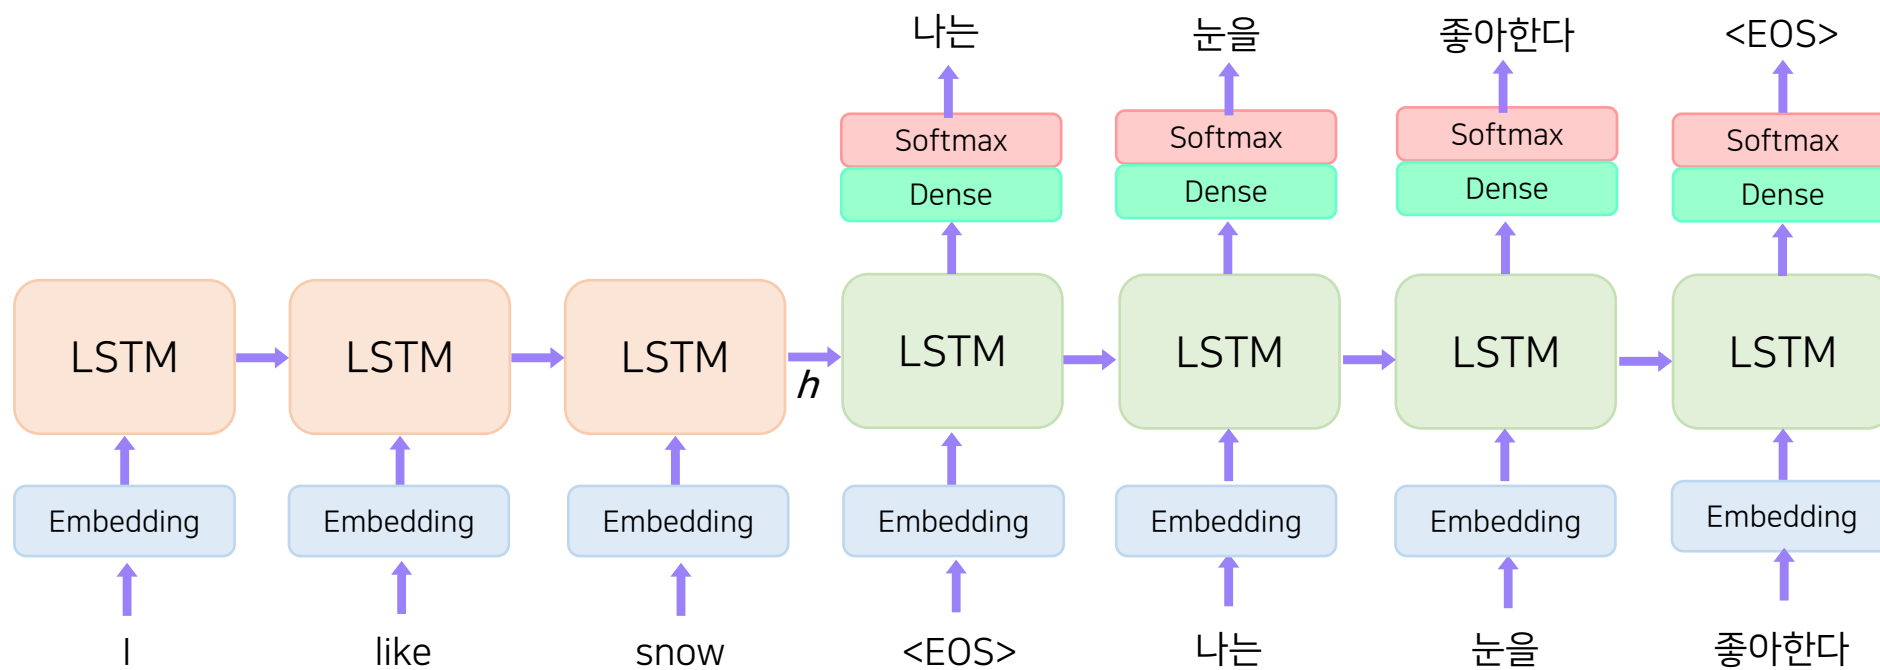 나는 눈을 좋아한다 <EOS>
Softmax Softmax Softmax Softmax
Dense Dense Dense Dense
LSTM LSTM LSTM LSTM LSTM LSTM LSTM
h
Embedding Embedding Embedding Embedding Embedding Embedding Embedding
I like snow <EOS> 나는 눈을 좋아한다